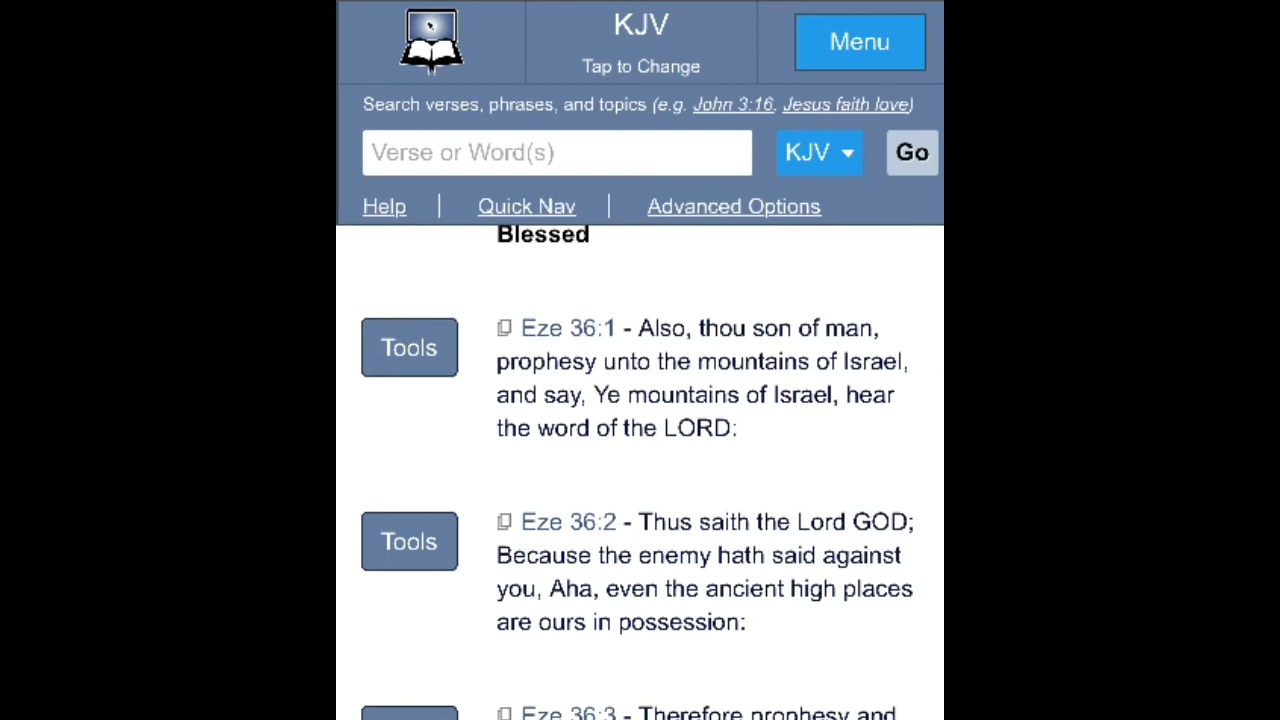 KJV
Tap to Change
Menu
Search verses, phrases, and topics (e.g. John 3:16, Jesus faith love)
Verse or Word(s)
KJV
Go
Help
Quick Nav
Advanced Options
Blessed
Tools
Eze 36:1 - Also, thou son of man,
prophesy unto the mountains of Israel,
and say, Ye mountains of Israel, hear
the word of the LORD:
Tools
Eze 36:2 - Thus saith the Lord GOD;
Because the enemy hath said against
you, Aha, even the ancient high places
are ours in possession:
Eze 36:3 - Therefore prophesy and